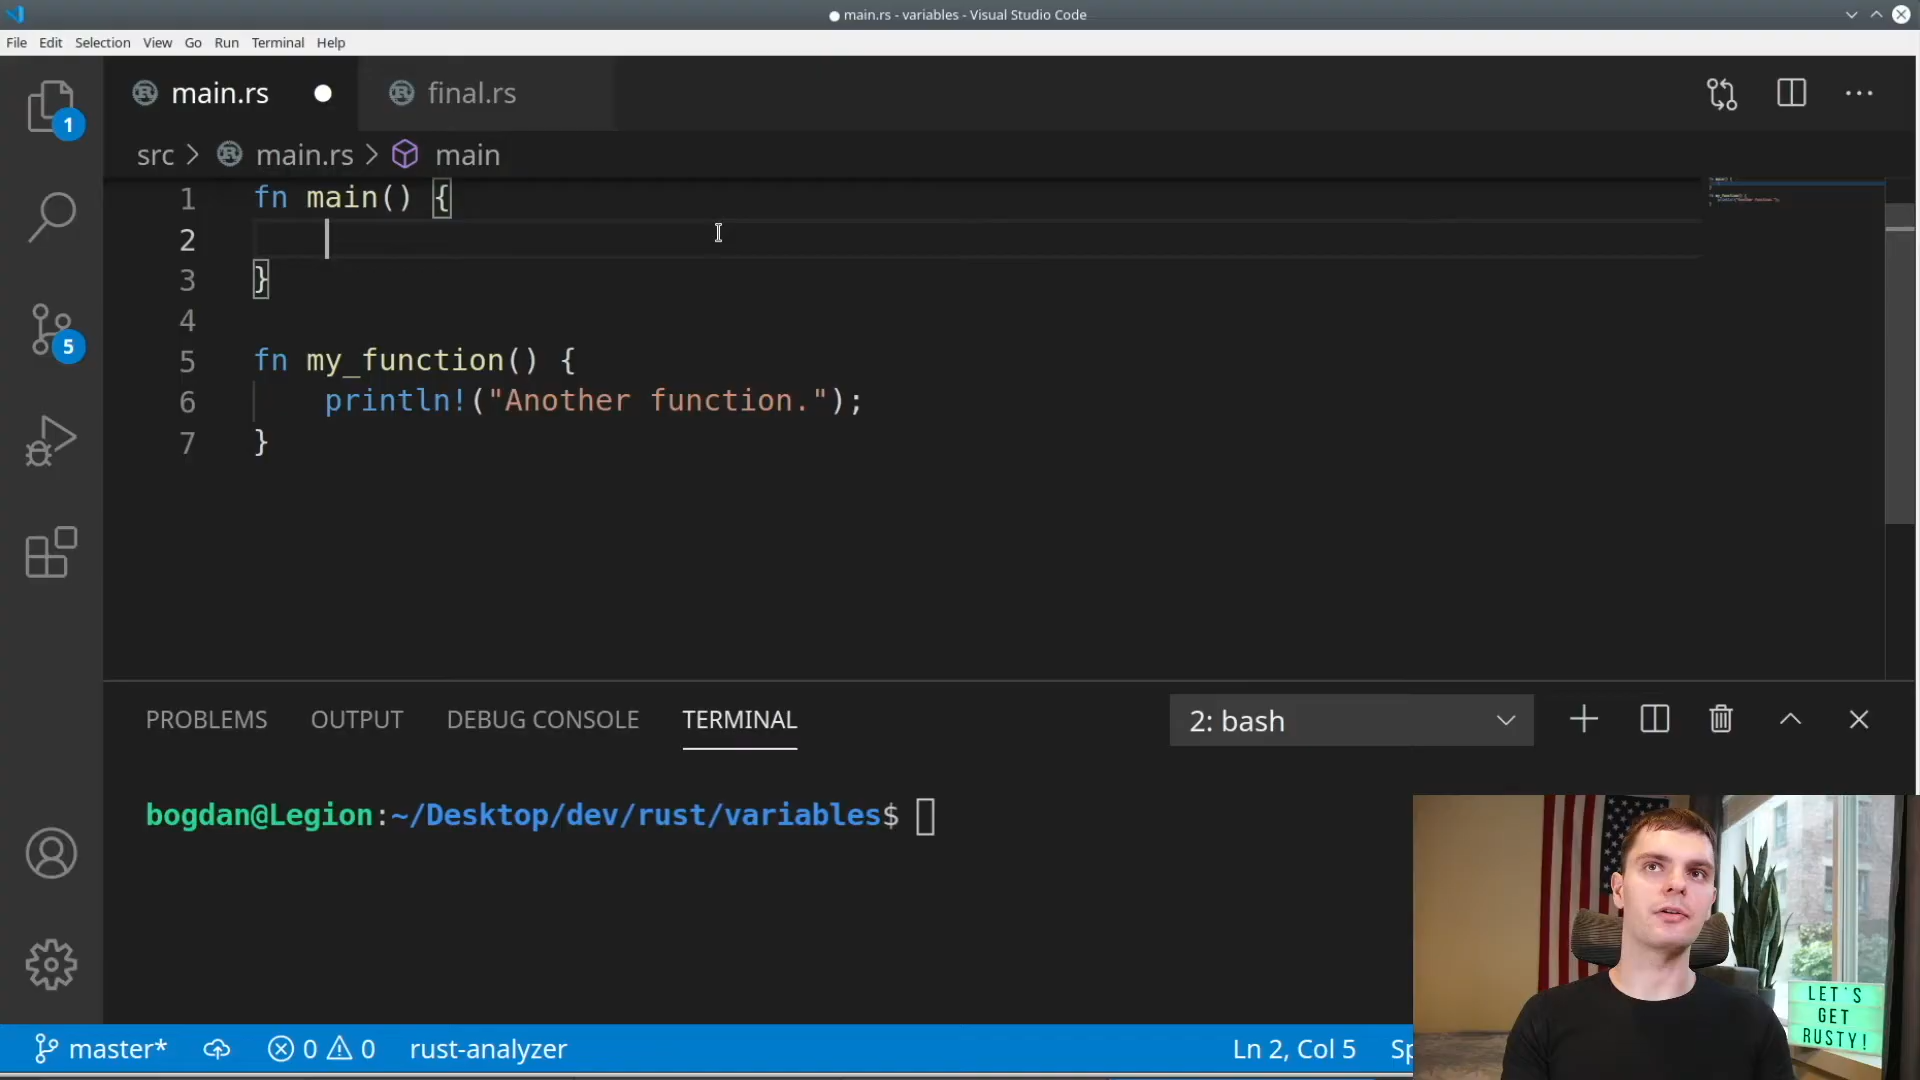 main.rs - variables - Visual Studio Code
File Edit Selection View Go Run Terminal Help
main.rs final.rs
1
src main.rs main
1 fn main() {
2
3 }
4
5 fn my_function() {
6 println!("Another function.");
7 }
5
PROBLEMS OUTPUT DEBUG CONSOLE TERMINAL 2: bash
bogdan@Legion:~/Desktop/dev/rust/variables$
LET'S
GET
RUSTY!
master* 0 0 rust-analyzer Ln 2, Col 5 Sp